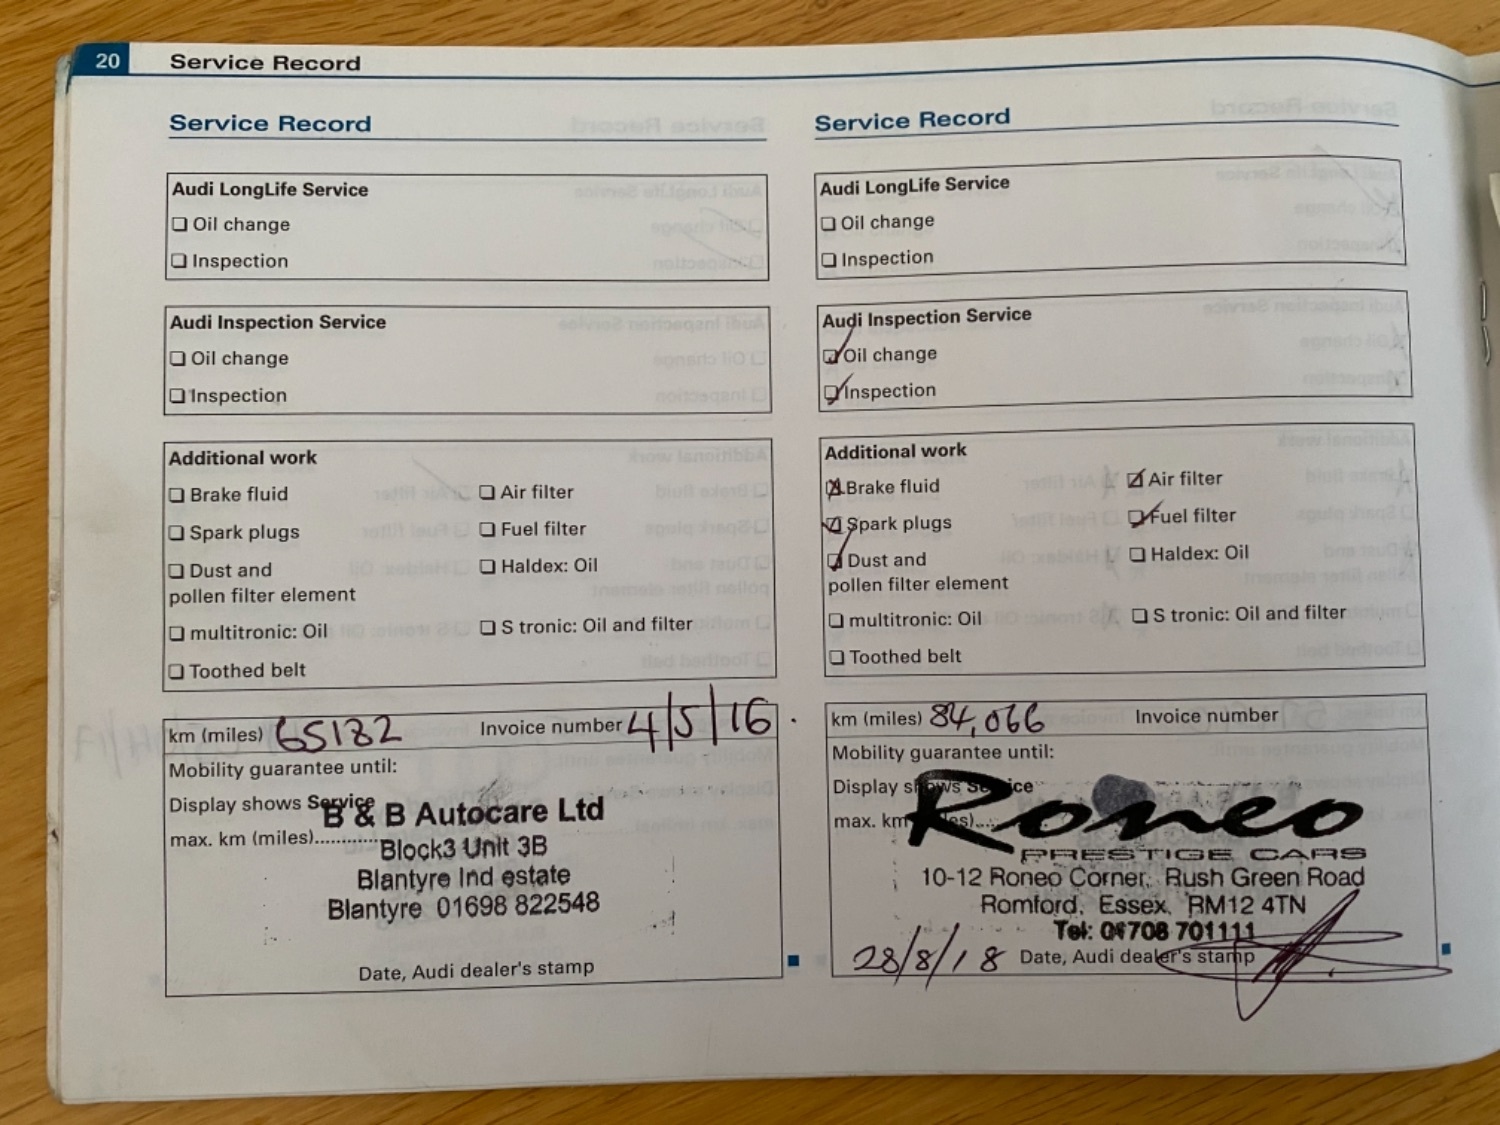 20 Service Record
Service Record
Audi LongLife Service
❏ Oil change
❏ Inspection
Audi Inspection Service
❏ Oil change
❏ Inspection
Additional work
❏ Brake fluid
❏ Air filter
❏ Spark plugs
❏ Fuel filter
❏ Dust and
pollen filter element
❏ Haldex: Oil
❏ multitronic: Oil
❏ S tronic: Oil and filter
❏ Toothed belt
km (miles) 65182 Invoice number 4/5/16.
Mobility guarantee until:
Display shows Service
max. km (miles)............
B & B Autocare Ltd
Block3 Unit 3B
Blantyre Ind estate
Blantyre 01698 822548
Date, Audi dealer's stamp
Service Record
Audi LongLife Service
❏ Oil change
❏ Inspection
Audi Inspection Service
☑ Oil change
☑ Inspection
Additional work
☑ Brake fluid
☑ Air filter
☑ Spark plugs
☑ Fuel filter
☑ Dust and
pollen filter element
❏ Haldex: Oil
❏ multitronic: Oil
❏ S tronic: Oil and filter
❏ Toothed belt
km (miles) 84,066 Invoice number
Mobility guarantee until:
Display shows Service
max. km (miles)....
Roneo
PRESTIGE CARS
10-12 Roneo Corner, Rush Green Road
Romford, Essex, RM12 4TN
Tel: 01708 701111
28/8/18 Date, Audi dealer's stamp